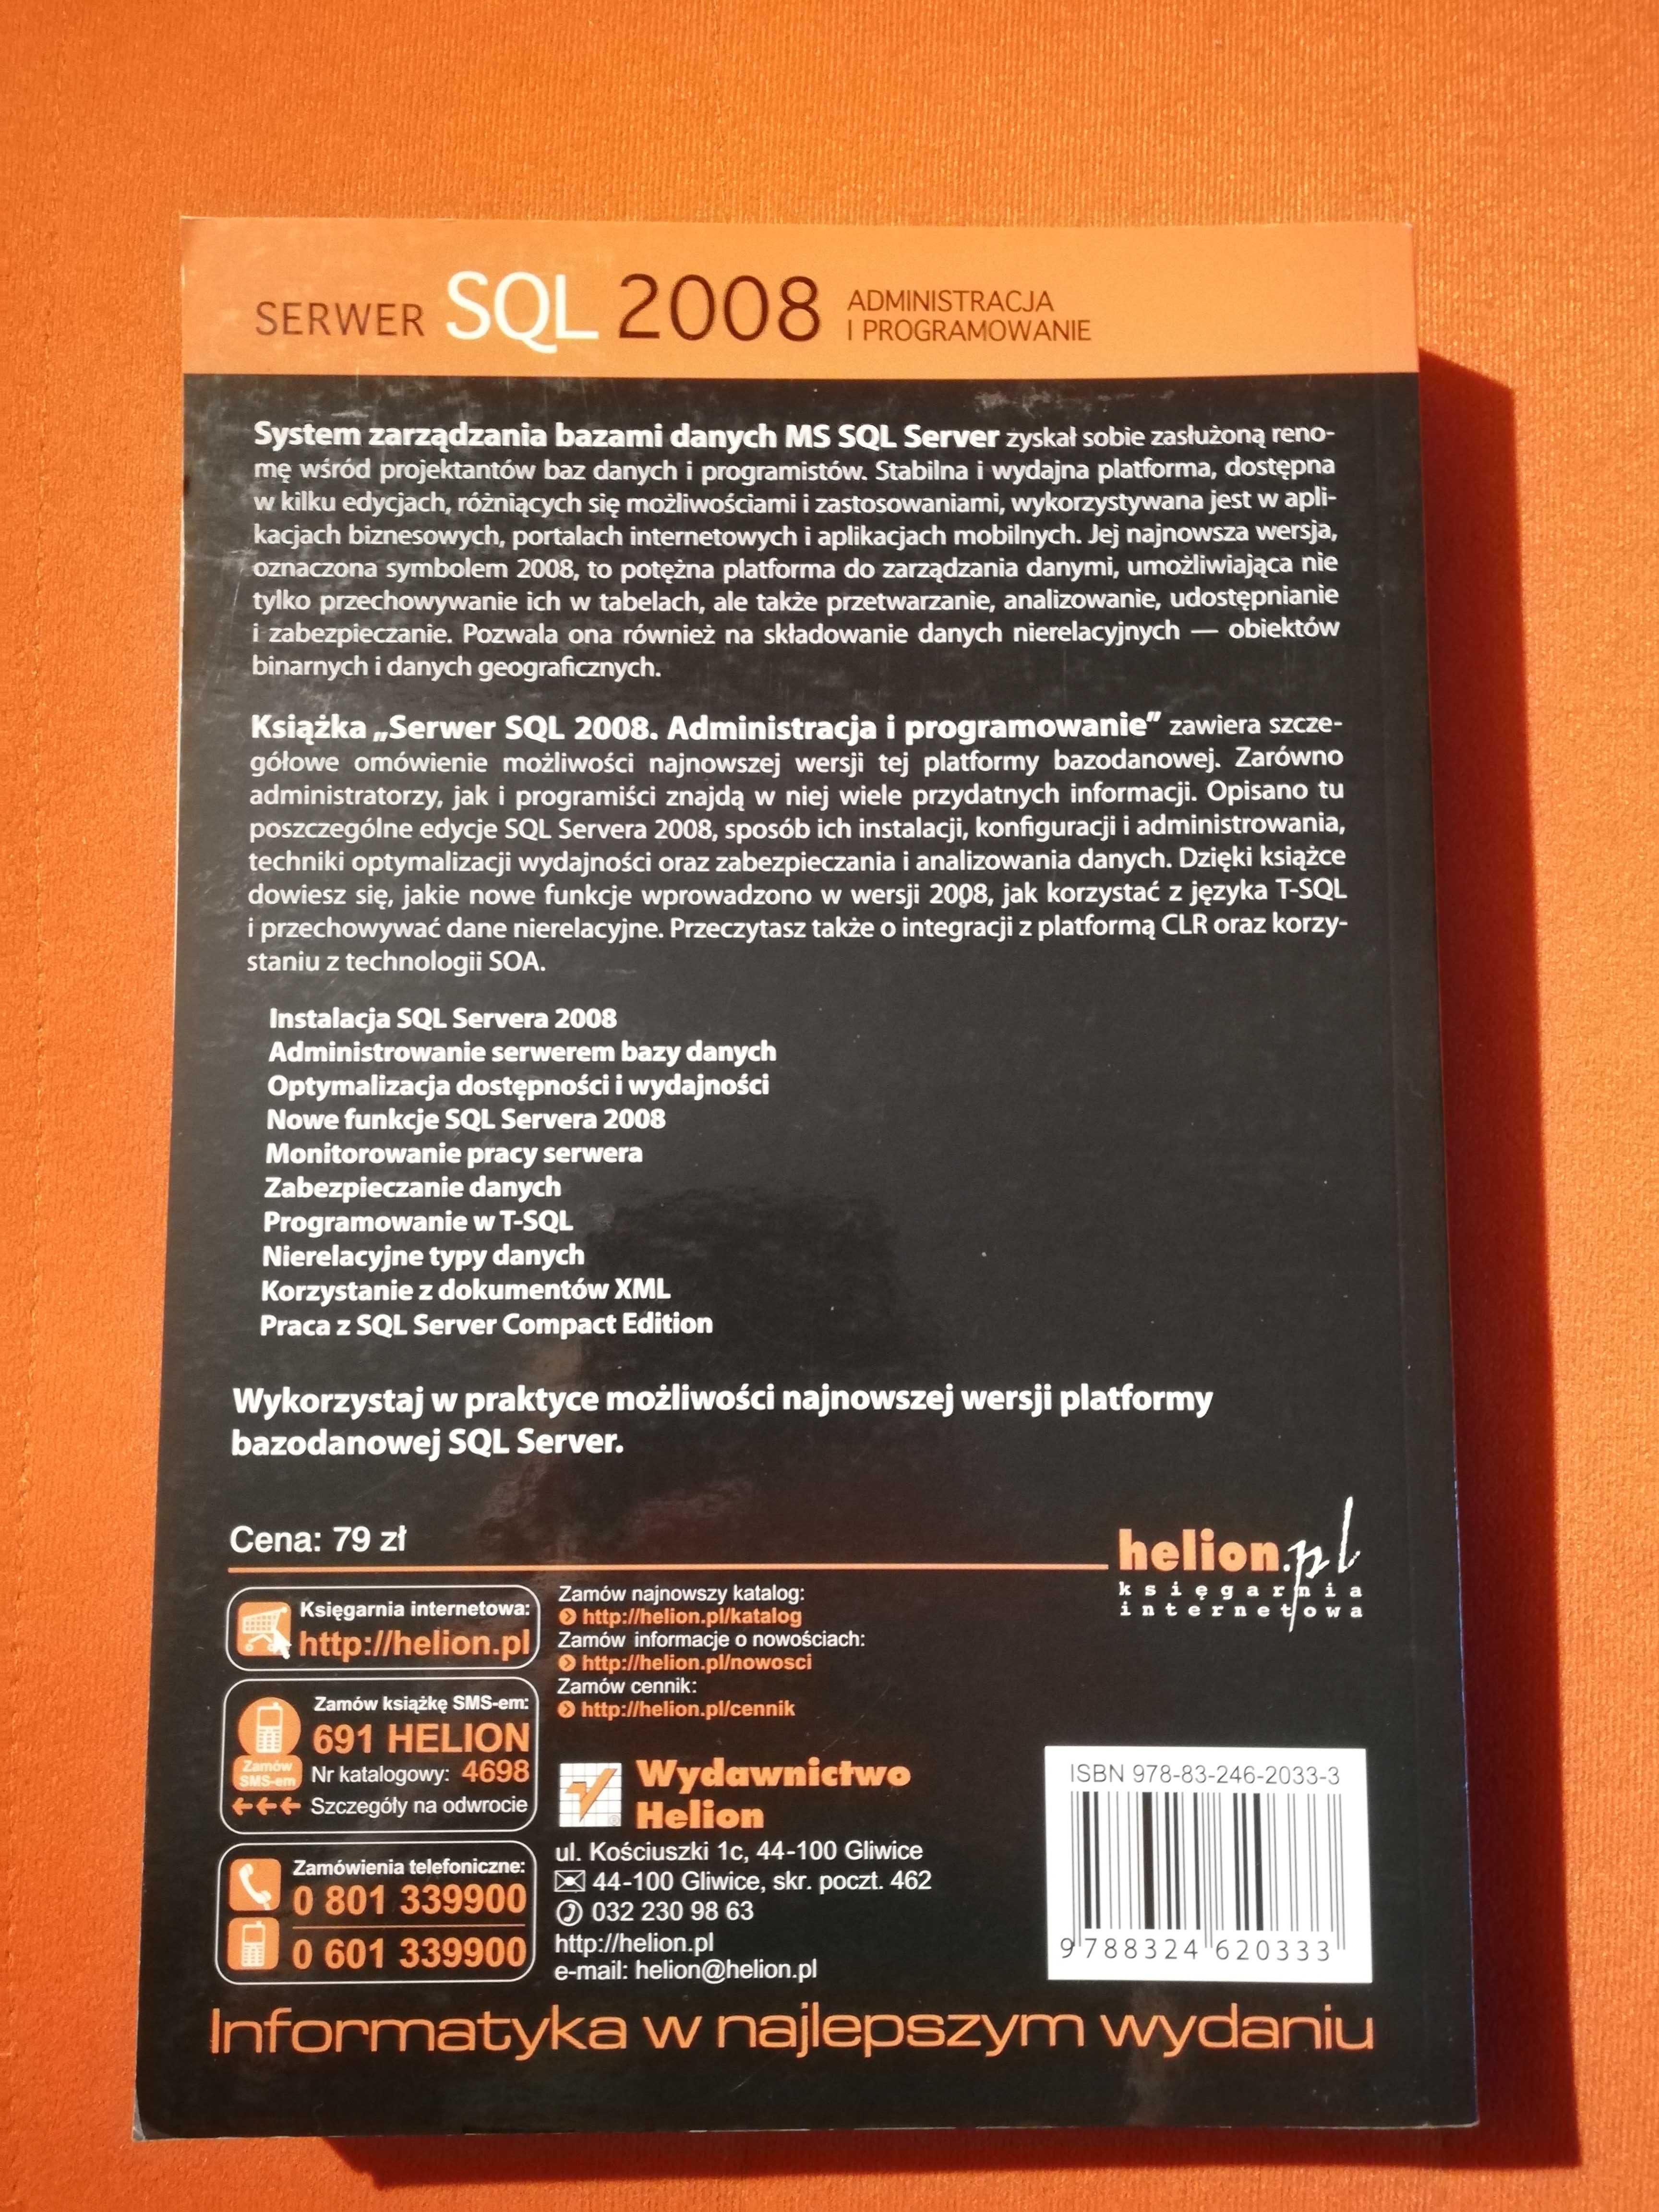 SERWER SQL 2008 ADMINISTRACJA
I PROGRAMOWANIE
System zarządzania bazami danych MS SQL Server zyskał sobie zasłużoną reno-
mę wśród projektantów baz danych i programistów. Stabilna i wydajna platforma, dostępna
w kilku edycjach, różniących się możliwościami i zastosowaniami, wykorzystywana jest w apli-
kacjach biznesowych, portalach internetowych i aplikacjach mobilnych. Jej najnowsza wersja,
oznaczona symbolem 2008, to potężna platforma do zarządzania danymi, umożliwiająca nie
tylko przechowywanie ich w tabelach, ale także przetwarzanie, analizowanie, udostępnianie
i zabezpieczanie. Pozwala ona również na składowanie danych nierelacyjnych — obiektów
binarnych i danych geograficznych.
Książka „Serwer SQL 2008. Administracja i programowanie” zawiera szcze-
gółowe omówienie możliwości najnowszej wersji tej platformy bazodanowej. Zarówno
administratorzy, jak i programiści znajdą w niej wiele przydatnych informacji. Opisano tu
poszczególne edycje SQL Servera 2008, sposób ich instalacji, konfiguracji i administrowania,
techniki optymalizacji wydajności oraz zabezpieczania i analizowania danych. Dzięki książce
dowiesz się, jakie nowe funkcje wprowadzono w wersji 2008, jak korzystać z języka T-SQL
i przechowywać dane nierelacyjne. Przeczytasz także o integracji z platformą CLR oraz korzy-
staniu z technologii SOA.
Instalacja SQL Servera 2008
Administrowanie serwerem bazy danych
Optymalizacja dostępności i wydajności
Nowe funkcje SQL Servera 2008
Monitorowanie pracy serwera
Zabezpieczanie danych
Programowanie w T-SQL
Nierelacyjne typy danych
Korzystanie z dokumentów XML
Praca z SQL Server Compact Edition
Wykorzystaj w praktyce możliwości najnowszej wersji platformy
bazodanowej SQL Server.
Cena: 79 zł
helion.pl
księgarnia
internetowa
Księgarnia internetowa:
http://helion.pl
Zamów książkę SMS-em:
691 HELION
Zamów
SMS-em
Nr katalogowy: 4698
Szczegóły na odwrocie
Zamówienia telefoniczne:
0 801 339900
0 601 339900
Zamów najnowszy katalog:
http://helion.pl/katalog
Zamów informacje o nowościach:
http://helion.pl/nowosci
Zamów cennik:
http://helion.pl/cennik
Wydawnictwo
Helion
ul. Kościuszki 1c, 44-100 Gliwice
44-100 Gliwice, skr. poczt. 462
032 230 98 63
http://helion.pl
e-mail: helion@helion.pl
ISBN 978-83-246-2033-3
9 788324 620333
Informatyka w najlepszym wydaniu